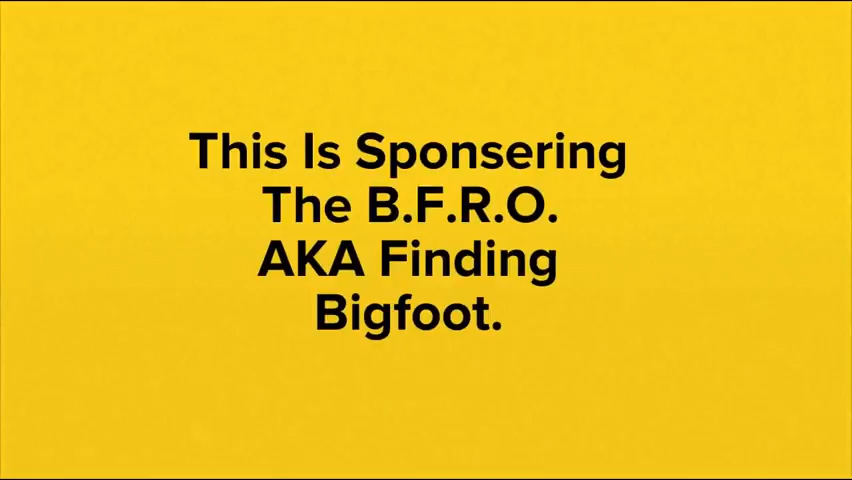 This Is Sponsering
The B.F.R.O.
AKA Finding
Bigfoot.